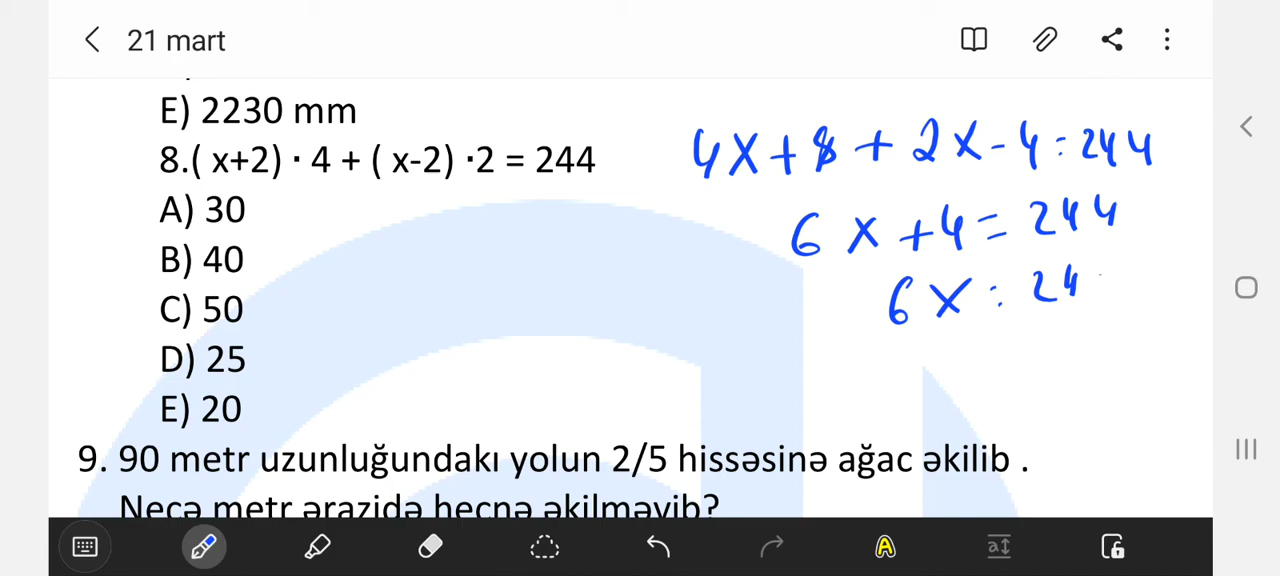 21 mart
E) 2230 mm
8.( x+2) · 4 + ( x-2) ·2 = 244
4x+8 + 2x-4=244
A) 30
6x+4=244
B) 40
6x=24
C) 50
D) 25
E) 20
9. 90 metr uzunluğundakı yolun 2/5 hissəsinə ağac əkilib .
Neçə metr ərazidə heçnə əkilməyib?
A
a